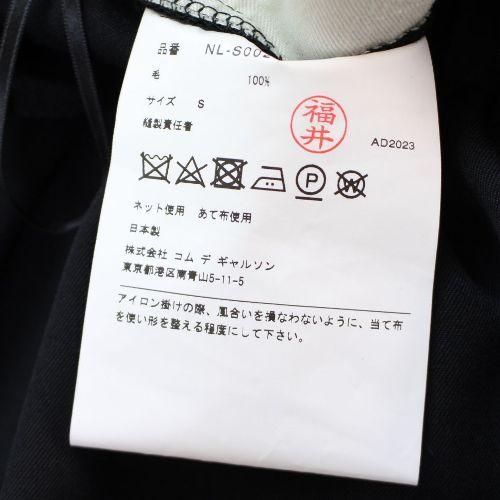 品番 NL-S002
毛 100%
サイズ S
縫製責任者
福井
AD2023
P
W
ネット使用 あて布使用
日本製
株式会社 コム デ ギャルソン
東京都港区南青山5-11-5
アイロン掛けの際、風合いを損なわないように、当て布
を使い形を整える程度にして下さい。